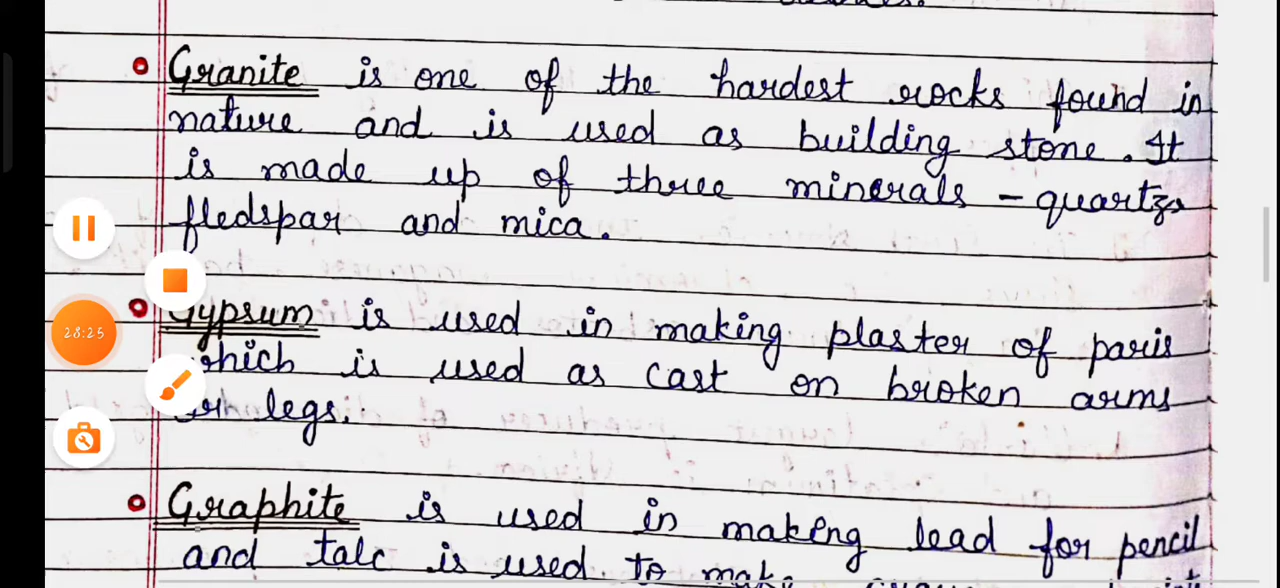 Granite is one of the hardest rocks found in
nature and is used as building stone. It
is made up of three minerals - quartz,
fledspar and mica.
Gypsum is used in making plaster of paris
which is used as cast on broken arms
legs.
Graphite is used in making lead for pencil
and talc is used to make
28:25